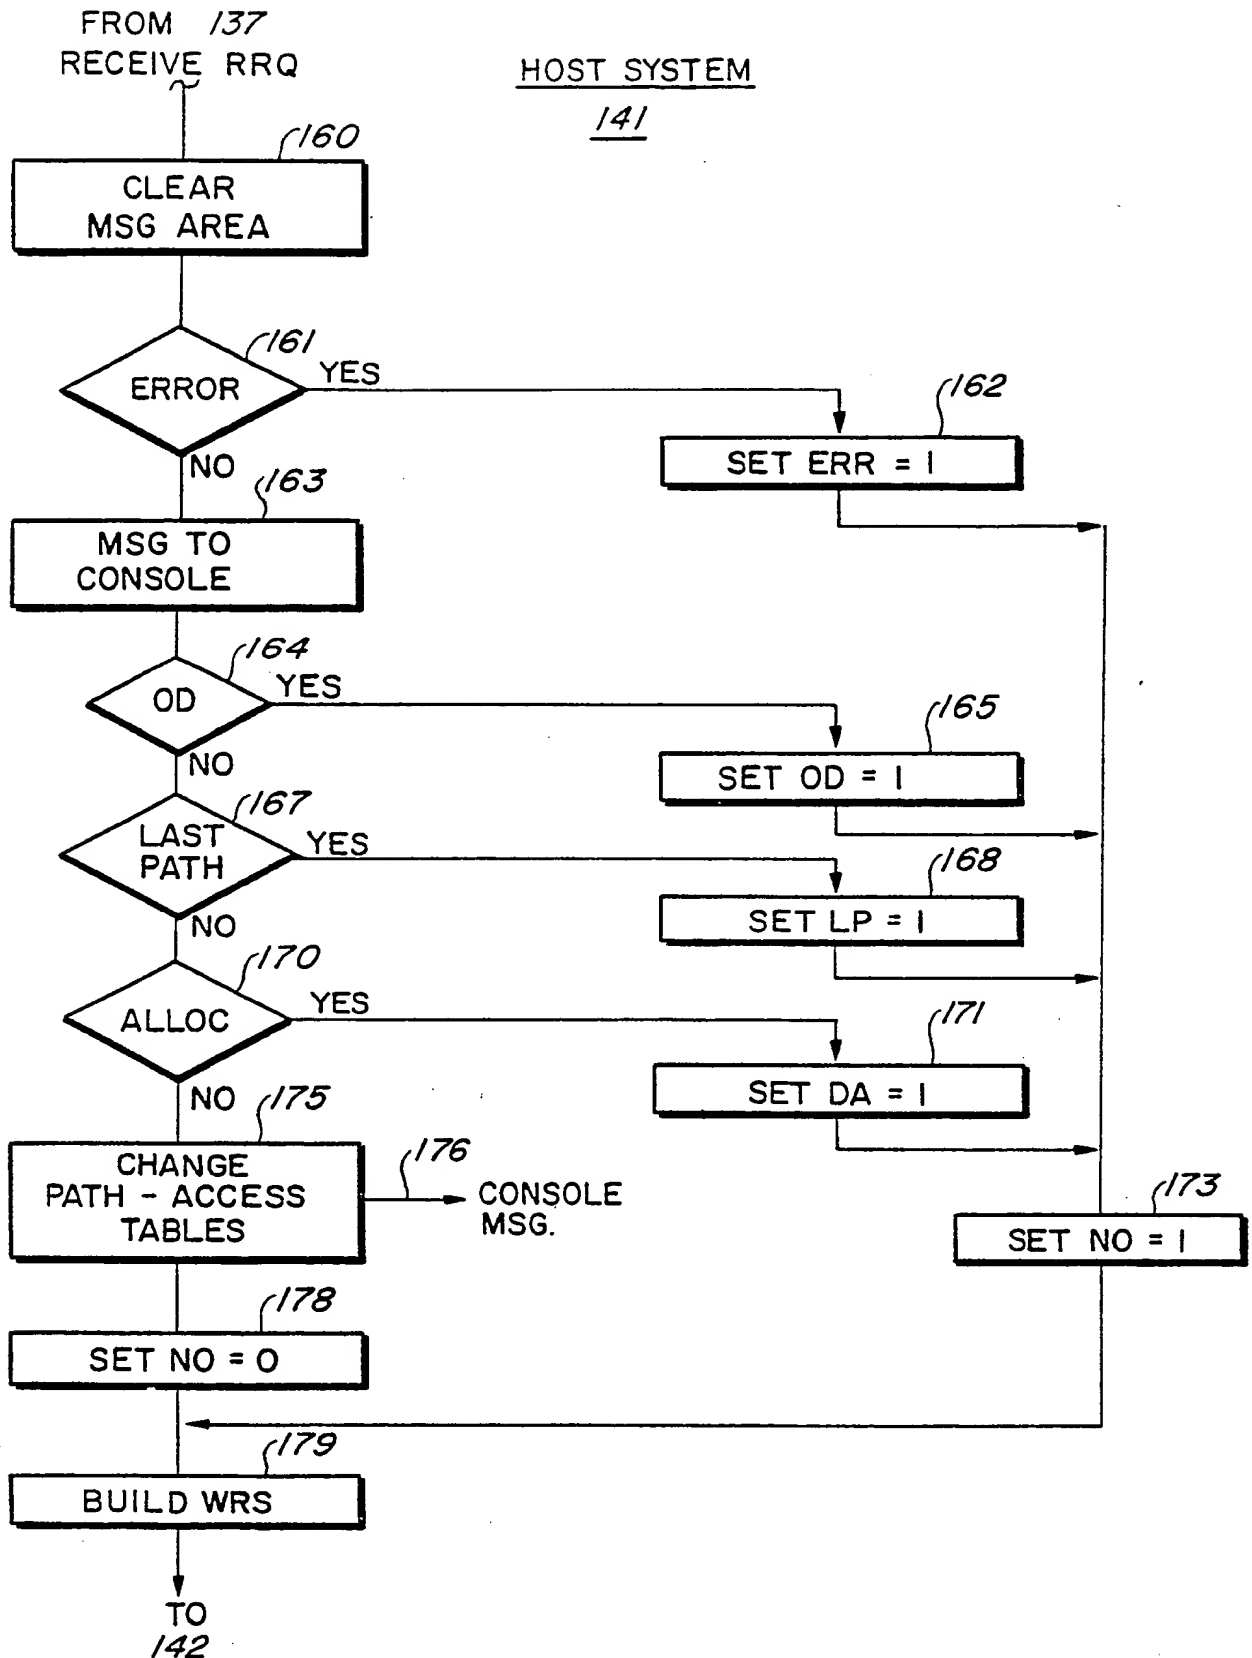 FROM 137
RECEIVE RRQ
HOST SYSTEM
141
160
CLEAR
MSG AREA
161
ERROR
YES
NO
162
SET ERR = 1
163
MSG TO
CONSOLE
164
OD
YES
NO
165
SET OD = 1
167
LAST
PATH
YES
NO
168
SET LP = 1
170
ALLOC
YES
NO
171
SET DA = 1
175
CHANGE
PATH - ACCESS
TABLES
176
CONSOLE
MSG.
173
SET NO = 1
178
SET NO = 0
179
BUILD WRS
TO
142